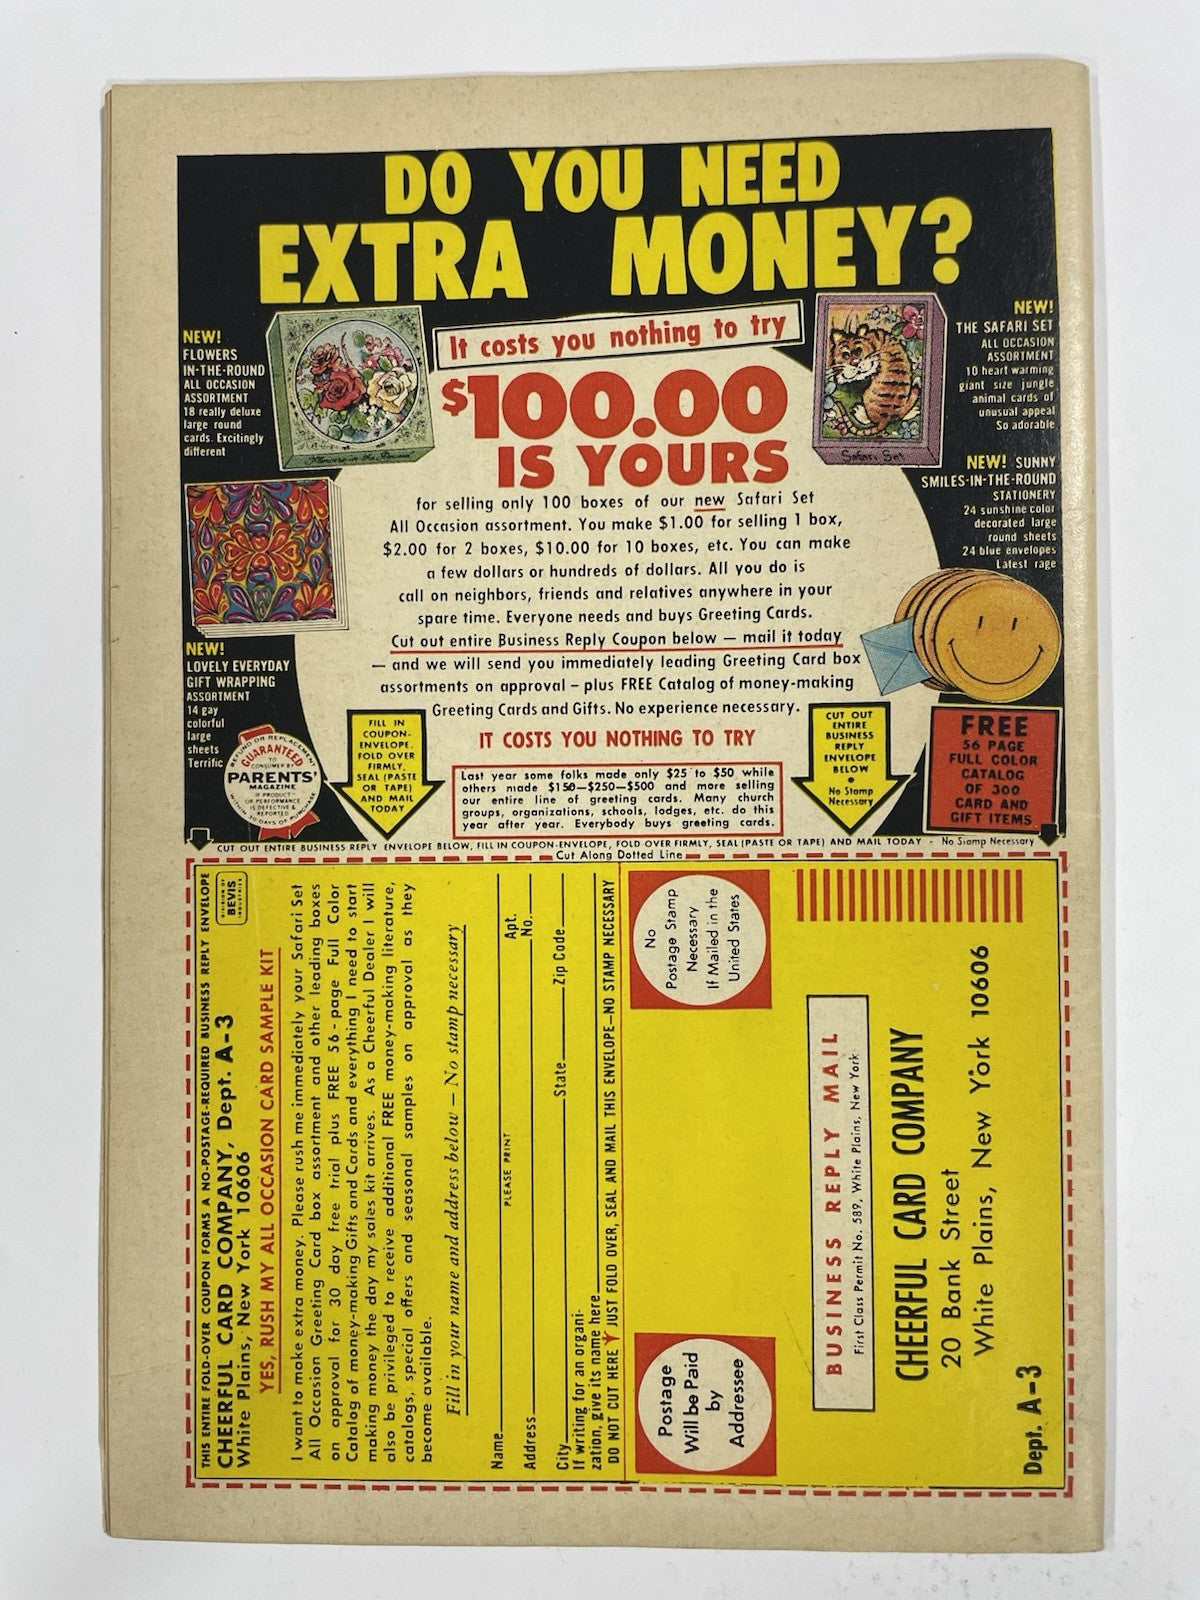 DO YOU NEED
EXTRA MONEY?
NEW!
FLOWERS
IN-THE-ROUND
ALL OCCASION
ASSORTMENT
18 really deluxe
large round
cards. Excitingly
different
Flowers in the Round
It costs you nothing to try
$100.00
IS YOURS
for selling only 100 boxes of our new Safari Set
All Occasion assortment. You make $1.00 for selling 1 box,
$2.00 for 2 boxes, $10.00 for 10 boxes, etc. You can make
a few dollars or hundreds of dollars. All you do is
call on neighbors, friends and relatives anywhere in your
spare time. Everyone needs and buys Greeting Cards.
Cut out entire Business Reply Coupon below — mail it today
— and we will send you immediately leading Greeting Card box
assortments on approval – plus FREE Catalog of money-making
Greeting Cards and Gifts. No experience necessary.
IT COSTS YOU NOTHING TO TRY
Last year some folks made only $25 to $50 while
others made $150—$250—$500 and more selling
our entire line of greeting cards. Many church
groups, organizations, schools, lodges, etc. do this
year after year. Everybody buys greeting cards.
Safari Set
NEW!
THE SAFARI SET
ALL OCCASION
ASSORTMENT
10 heart warming
giant size jungle
animal cards of
unusual appeal
So adorable
NEW! SUNNY
SMILES-IN-THE-ROUND
STATIONERY
24 sunshine color
decorated large
round sheets
24 blue envelopes
Latest rage
NEW!
LOVELY EVERYDAY
GIFT WRAPPING
ASSORTMENT
14 gay
colorful
large
sheets
Terrific
REFUND OR REPLACEMENT
GUARANTEED
TO
CONSUMER BY
PARENTS'
MAGAZINE
IF PRODUCT
OR PERFORMANCE
IS DEFECTIVE &
REPORTED
WITHIN 30 DAYS OF PURCHASE
FILL IN
COUPON-
ENVELOPE.
FOLD OVER
FIRMLY,
SEAL (PASTE
OR TAPE)
AND MAIL
TODAY
CUT OUT
ENTIRE
BUSINESS
REPLY
ENVELOPE
BELOW
•
No Stamp
Necessary
FREE
56 PAGE
FULL COLOR
CATALOG
OF 300
CARD AND
GIFT ITEMS
CUT OUT ENTIRE BUSINESS REPLY ENVELOPE BELOW, FILL IN COUPON-ENVELOPE, FOLD OVER FIRMLY, SEAL (PASTE OR TAPE) AND MAIL TODAY - No Stamp Necessary
Cut Along Dotted Line
THIS ENTIRE FOLD-OVER COUPON FORMS A NO-POSTAGE-REQUIRED BUSINESS REPLY ENVELOPE
CHEERFUL CARD COMPANY, Dept. A-3
White Plains, New York 10606
DIVISION OF
BEVIS
INDUSTRIES
YES, RUSH MY ALL OCCASION CARD SAMPLE KIT
I want to make extra money. Please rush me immediately your Safari Set
All Occasion Greeting Card box assortment and other leading boxes
on approval for 30 day free trial plus FREE 56-page Full Color
Catalog of money-making Gifts and Cards and everything I need to start
making money the day my sales kit arrives. As a Cheerful Dealer I will
also be privileged to receive additional FREE money-making literature,
catalogs, special offers and seasonal samples on approval as they
become available.
Fill in your name and address below – No stamp necessary
Name
PLEASE PRINT
Address Apt. No.
City State Zip Code
If writing for an organi-
zation, give its name here
DO NOT CUT HERE JUST FOLD OVER, SEAL AND MAIL THIS ENVELOPE—NO STAMP NECESSARY
Postage
Will be Paid
by
Addressee
No
Postage Stamp
Necessary
If Mailed in the
United States
BUSINESS REPLY MAIL
First Class Permit No. 589, White Plains, New York
CHEERFUL CARD COMPANY
20 Bank Street
White Plains, New York 10606
Dept. A-3